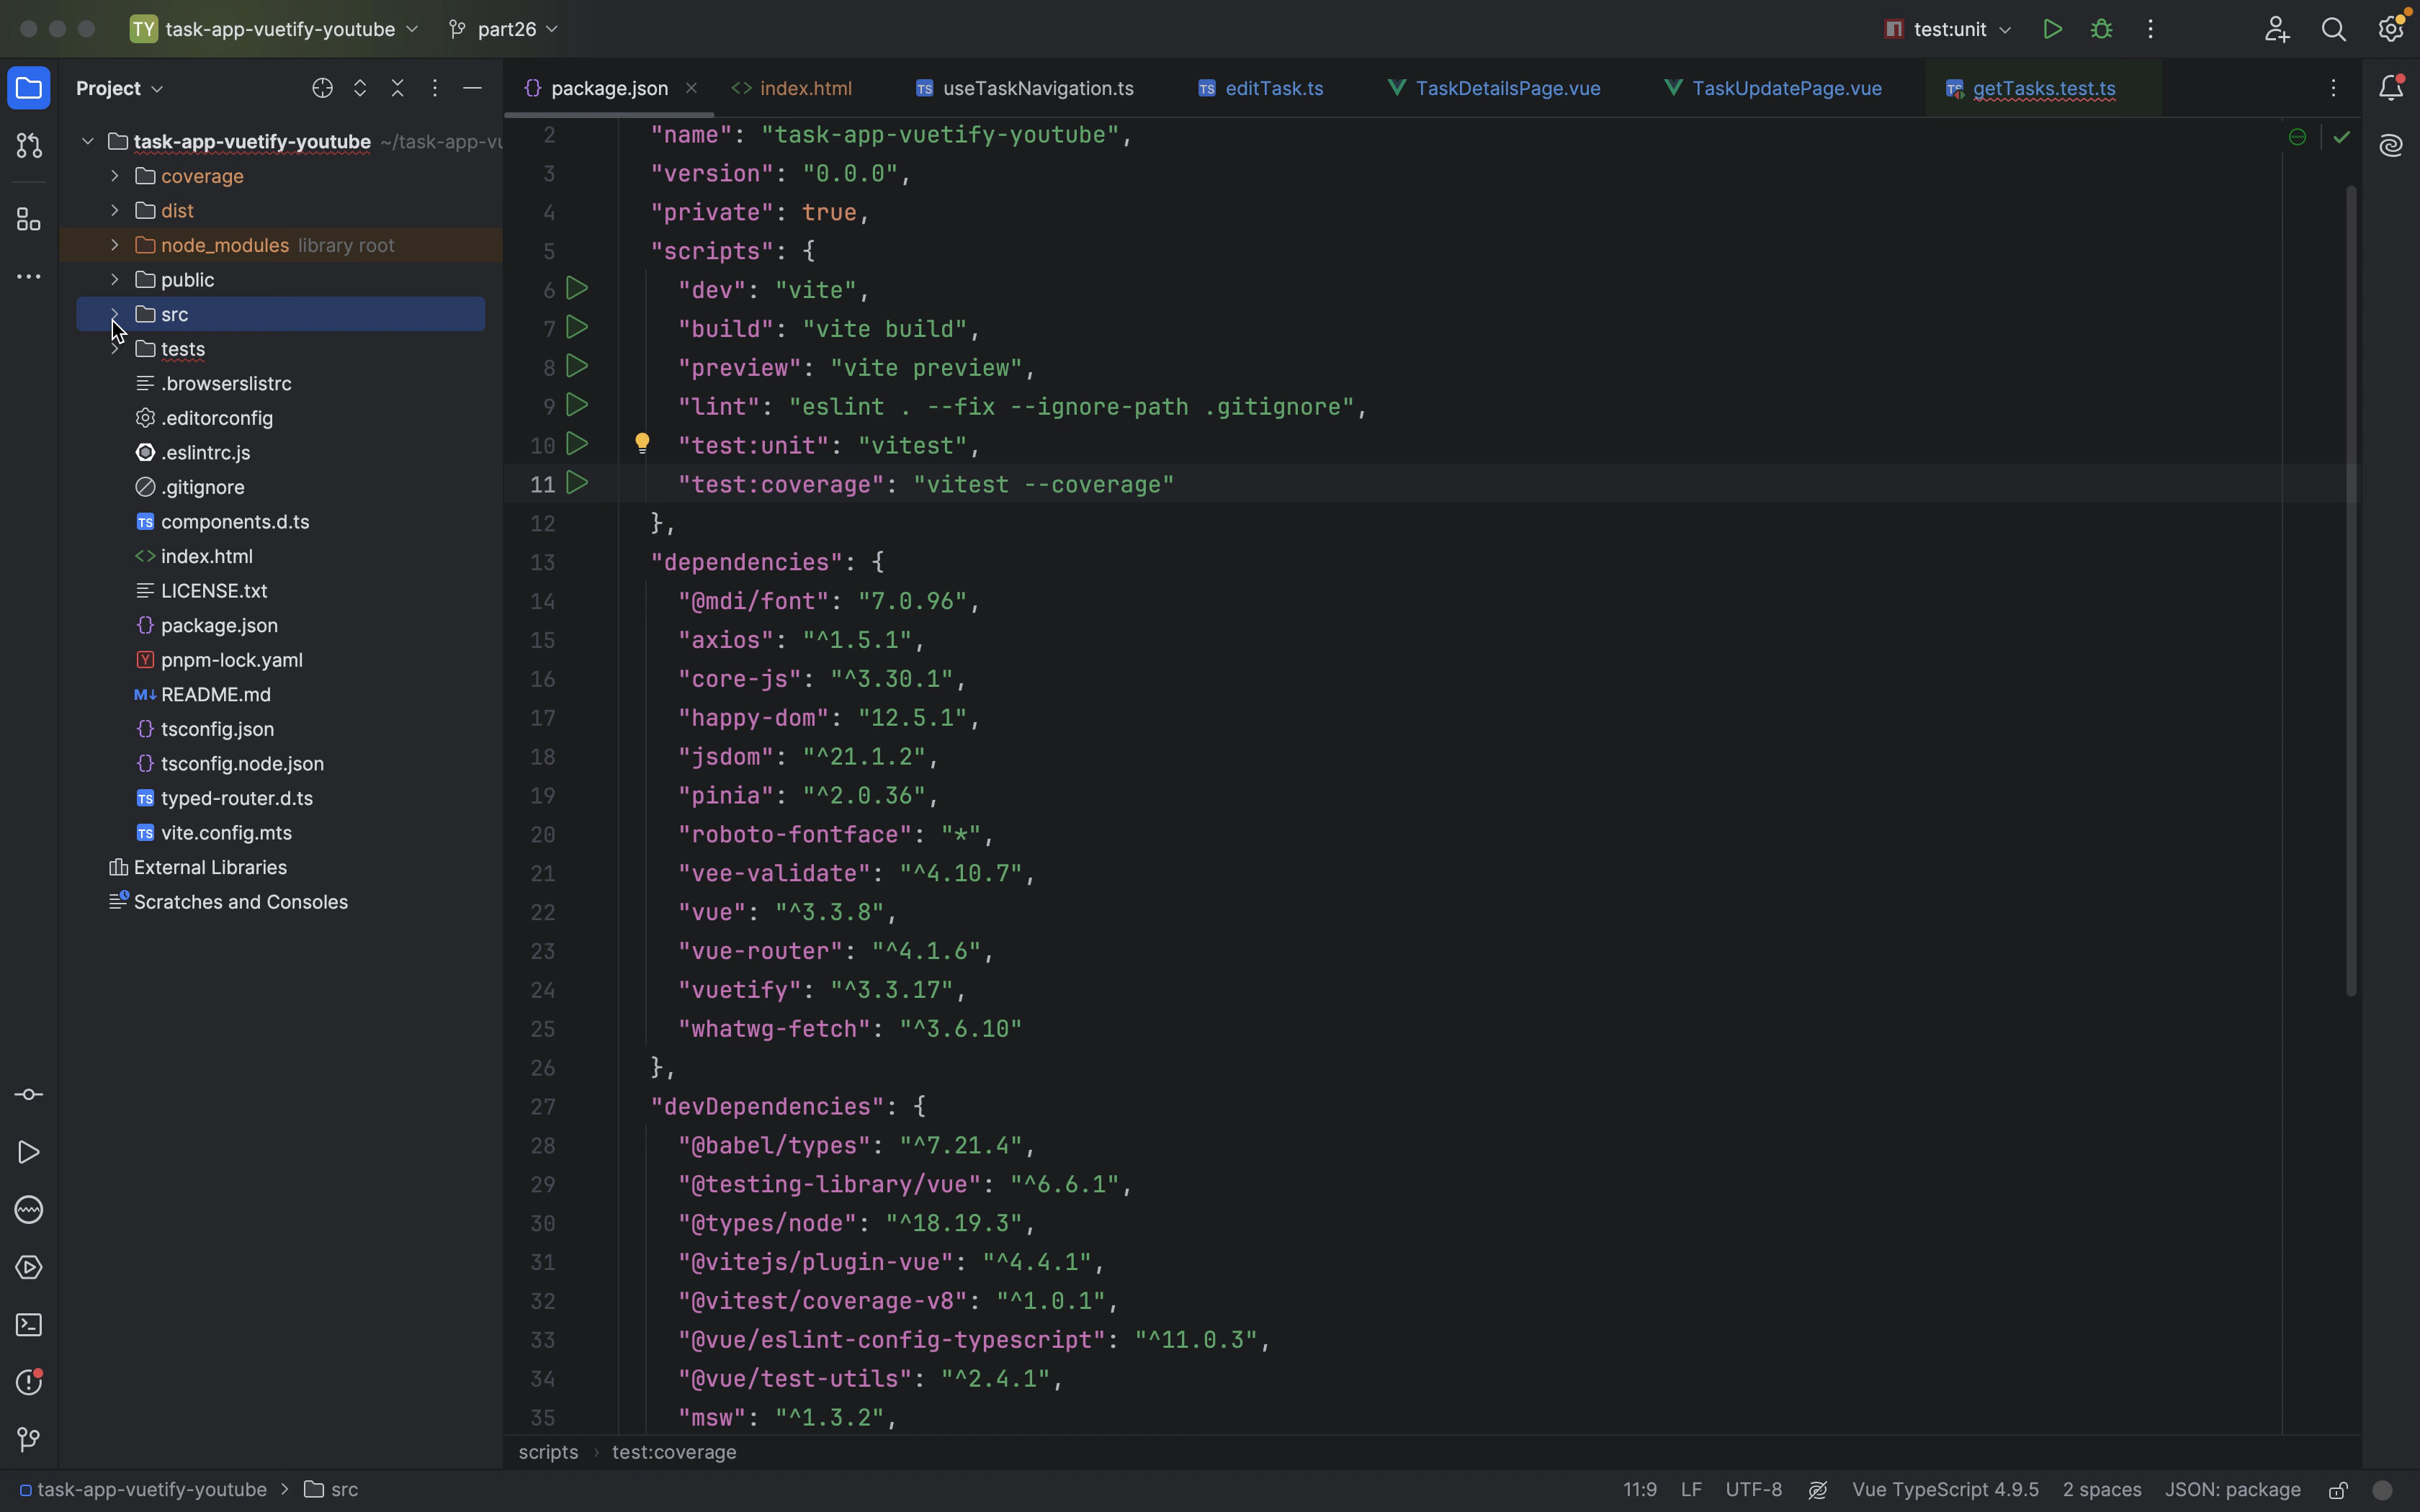 TY task-app-vuetify-youtube part26 test:unit
Project
package.json index.html useTaskNavigation.ts editTask.ts TaskDetailsPage.vue TaskUpdatePage.vue getTasks.test.ts
task-app-vuetify-youtube ~/task-app-vu
coverage
dist
node_modules library root
public
src
tests
.browserslistrc
.editorconfig
.eslintrc.js
.gitignore
components.d.ts
index.html
LICENSE.txt
package.json
pnpm-lock.yaml
README.md
tsconfig.json
tsconfig.node.json
typed-router.d.ts
vite.config.mts
External Libraries
Scratches and Consoles
2 "name": "task-app-vuetify-youtube",
3 "version": "0.0.0",
4 "private": true,
5 "scripts": {
6 "dev": "vite",
7 "build": "vite build",
8 "preview": "vite preview",
9 "lint": "eslint . --fix --ignore-path .gitignore",
10 "test:unit": "vitest",
11 "test:coverage": "vitest --coverage"
12 },
13 "dependencies": {
14 "@mdi/font": "7.0.96",
15 "axios": "^1.5.1",
16 "core-js": "^3.30.1",
17 "happy-dom": "12.5.1",
18 "jsdom": "^21.1.2",
19 "pinia": "^2.0.36",
20 "roboto-fontface": "*",
21 "vee-validate": "^4.10.7",
22 "vue": "^3.3.8",
23 "vue-router": "^4.1.6",
24 "vuetify": "^3.3.17",
25 "whatwg-fetch": "^3.6.10"
26 },
27 "devDependencies": {
28 "@babel/types": "^7.21.4",
29 "@testing-library/vue": "^6.6.1",
30 "@types/node": "^18.19.3",
31 "@vitejs/plugin-vue": "^4.4.1",
32 "@vitest/coverage-v8": "^1.0.1",
33 "@vue/eslint-config-typescript": "^11.0.3",
34 "@vue/test-utils": "^2.4.1",
35 "msw": "^1.3.2",
scripts › test:coverage
task-app-vuetify-youtube > src 11:9 LF UTF-8 Vue TypeScript 4.9.5 2 spaces JSON: package